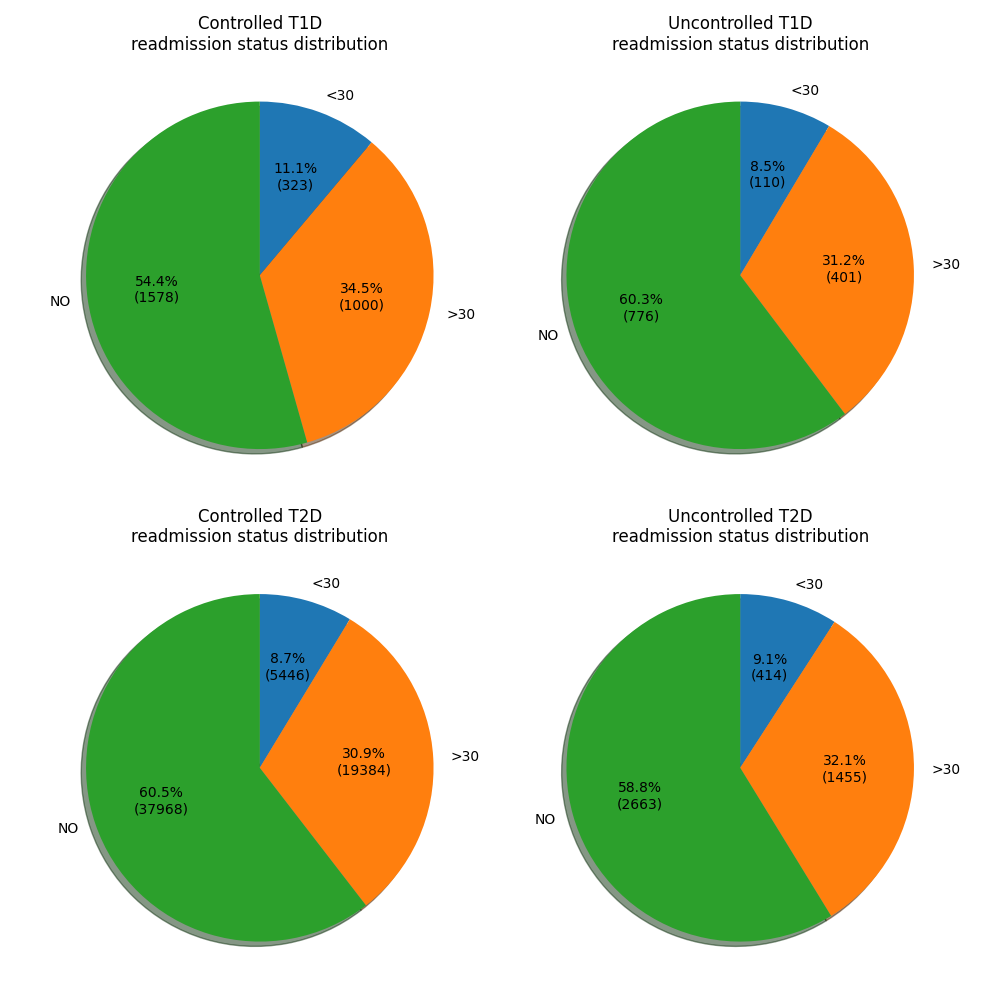 Controlled T1D
readmission status distribution
<30
11.1%
(323)
54.4%
(1578)
34.5%
(1000)
NO
>30
Uncontrolled T1D
readmission status distribution
<30
8.5%
(110)
31.2%
(401)
>30
60.3%
(776)
NO
Controlled T2D
readmission status distribution
<30
8.7%
(5446)
30.9%
(19384)
>30
60.5%
(37968)
NO
Uncontrolled T2D
readmission status distribution
<30
9.1%
(414)
32.1%
(1455)
>30
58.8%
(2663)
NO